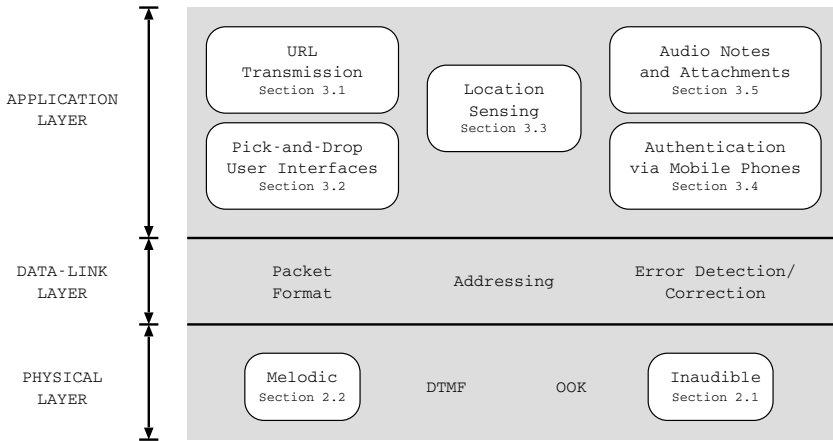 APPLICATION
LAYER
URL
Transmission
Section 3.1
Pick-and-Drop
User Interfaces
Section 3.2
Location
Sensing
Section 3.3
Audio Notes
and Attachments
Section 3.5
Authentication
via Mobile Phones
Section 3.4
DATA-LINK
LAYER
Packet
Format
Addressing
Error Detection/
Correction
PHYSICAL
LAYER
Melodic
Section 2.2
DTMF
OOK
Inaudible
Section 2.1